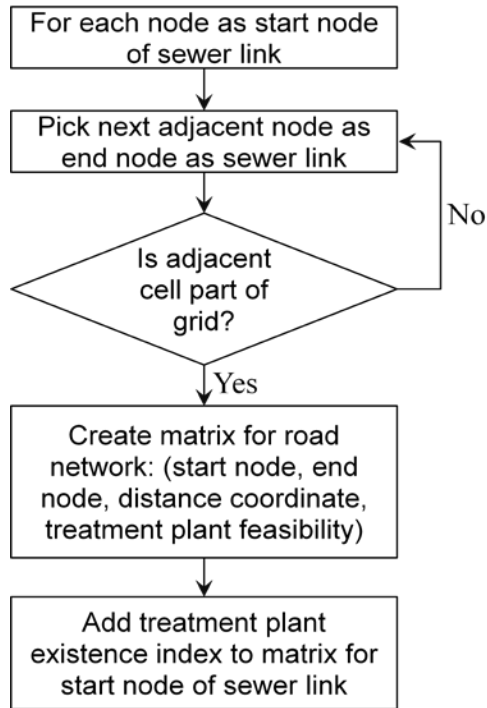 For each node as start node
of sewer link
Pick next adjacent node as
end node as sewer link
No
Is adjacent
cell part of
grid?
Yes
Create matrix for road
network: (start node, end
node, distance coordinate,
treatment plant feasibility)
Add treatment plant
existence index to matrix for
start node of sewer link